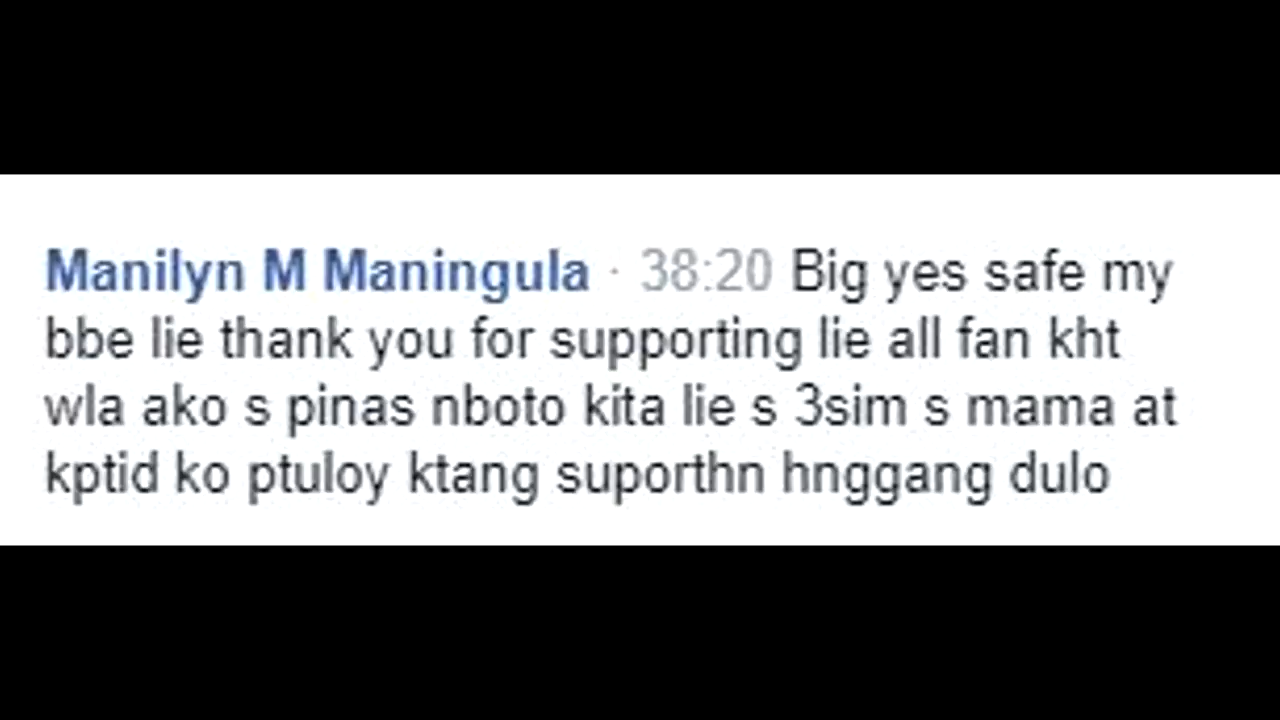 Manilyn M Maningula · 38:20 Big yes safe my
bbe lie thank you for supporting lie all fan kht
wla ako s pinas nboto kita lie s 3sim s mama at
kptid ko ptuloy ktang suporthn hnggang dulo